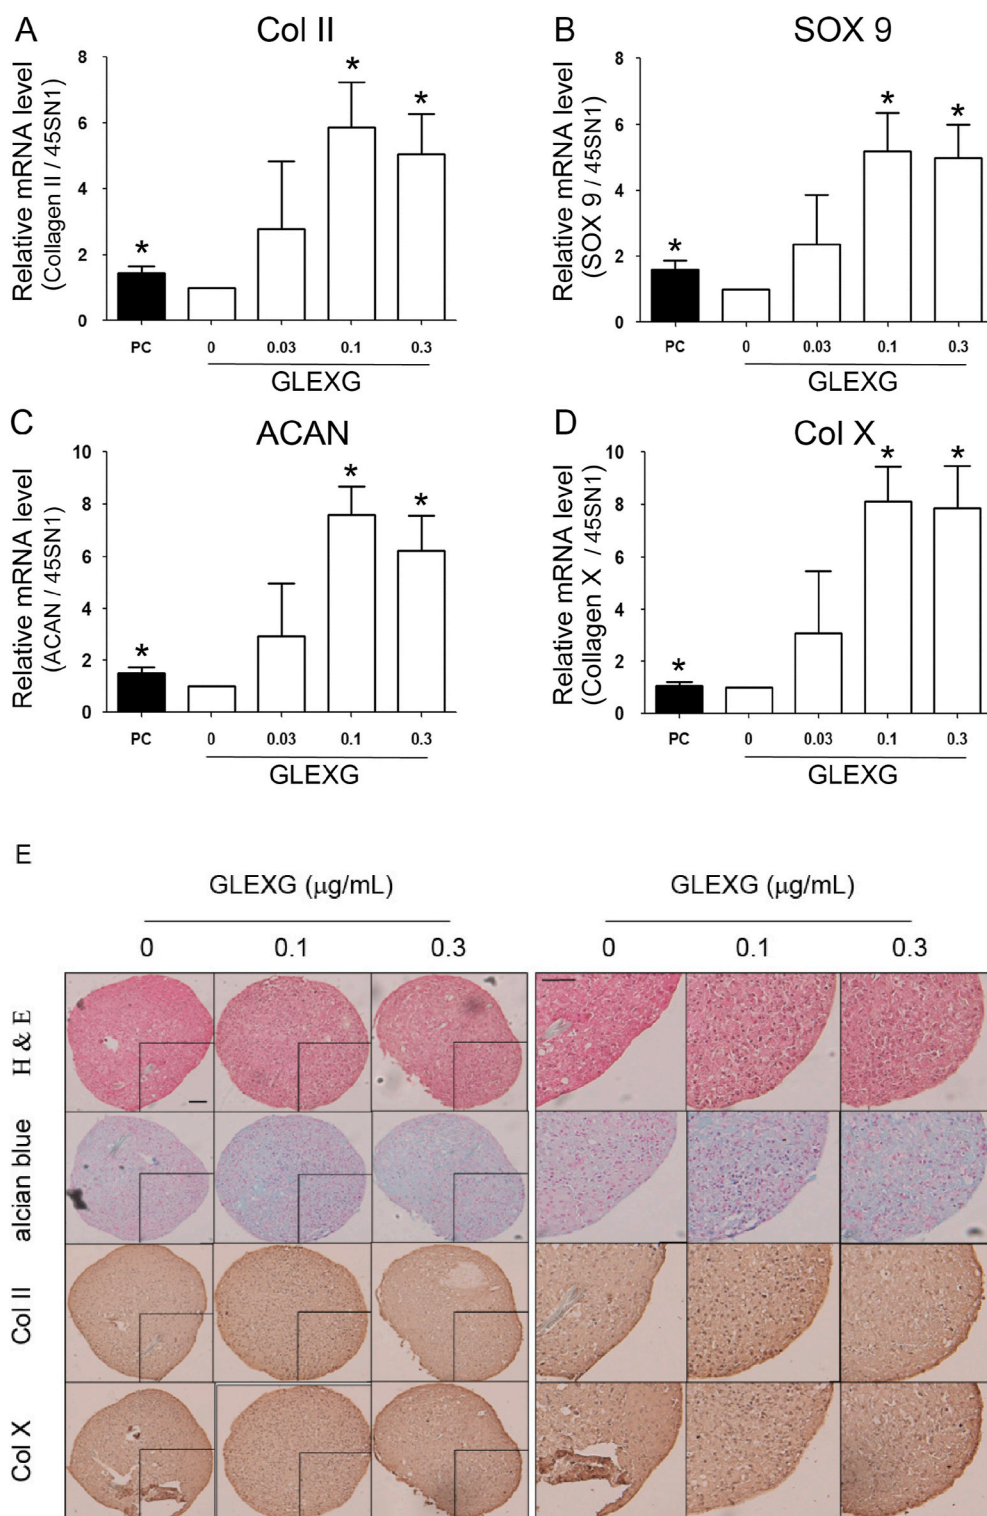 A
Col II
Relative mRNA level
(Collagen II / 45SN1)
8
6
4
2
0
*
*
*
PC
0
0.03
0.1
0.3
GLEXG
B
SOX 9
Relative mRNA level
(SOX 9 / 45SN1)
8
6
4
2
0
*
*
*
PC
0
0.03
0.1
0.3
GLEXG
C
ACAN
Relative mRNA level
(ACAN / 45SN1)
10
8
6
4
2
0
*
*
*
PC
0
0.03
0.1
0.3
GLEXG
D
Col X
Relative mRNA level
(Collagen X / 45SN1)
10
8
6
4
2
0
*
*
*
PC
0
0.03
0.1
0.3
GLEXG
E
GLEXG (μg/mL)
0 0.1 0.3
GLEXG (μg/mL)
0 0.1 0.3
H & E
alcian blue
Col II
Col X